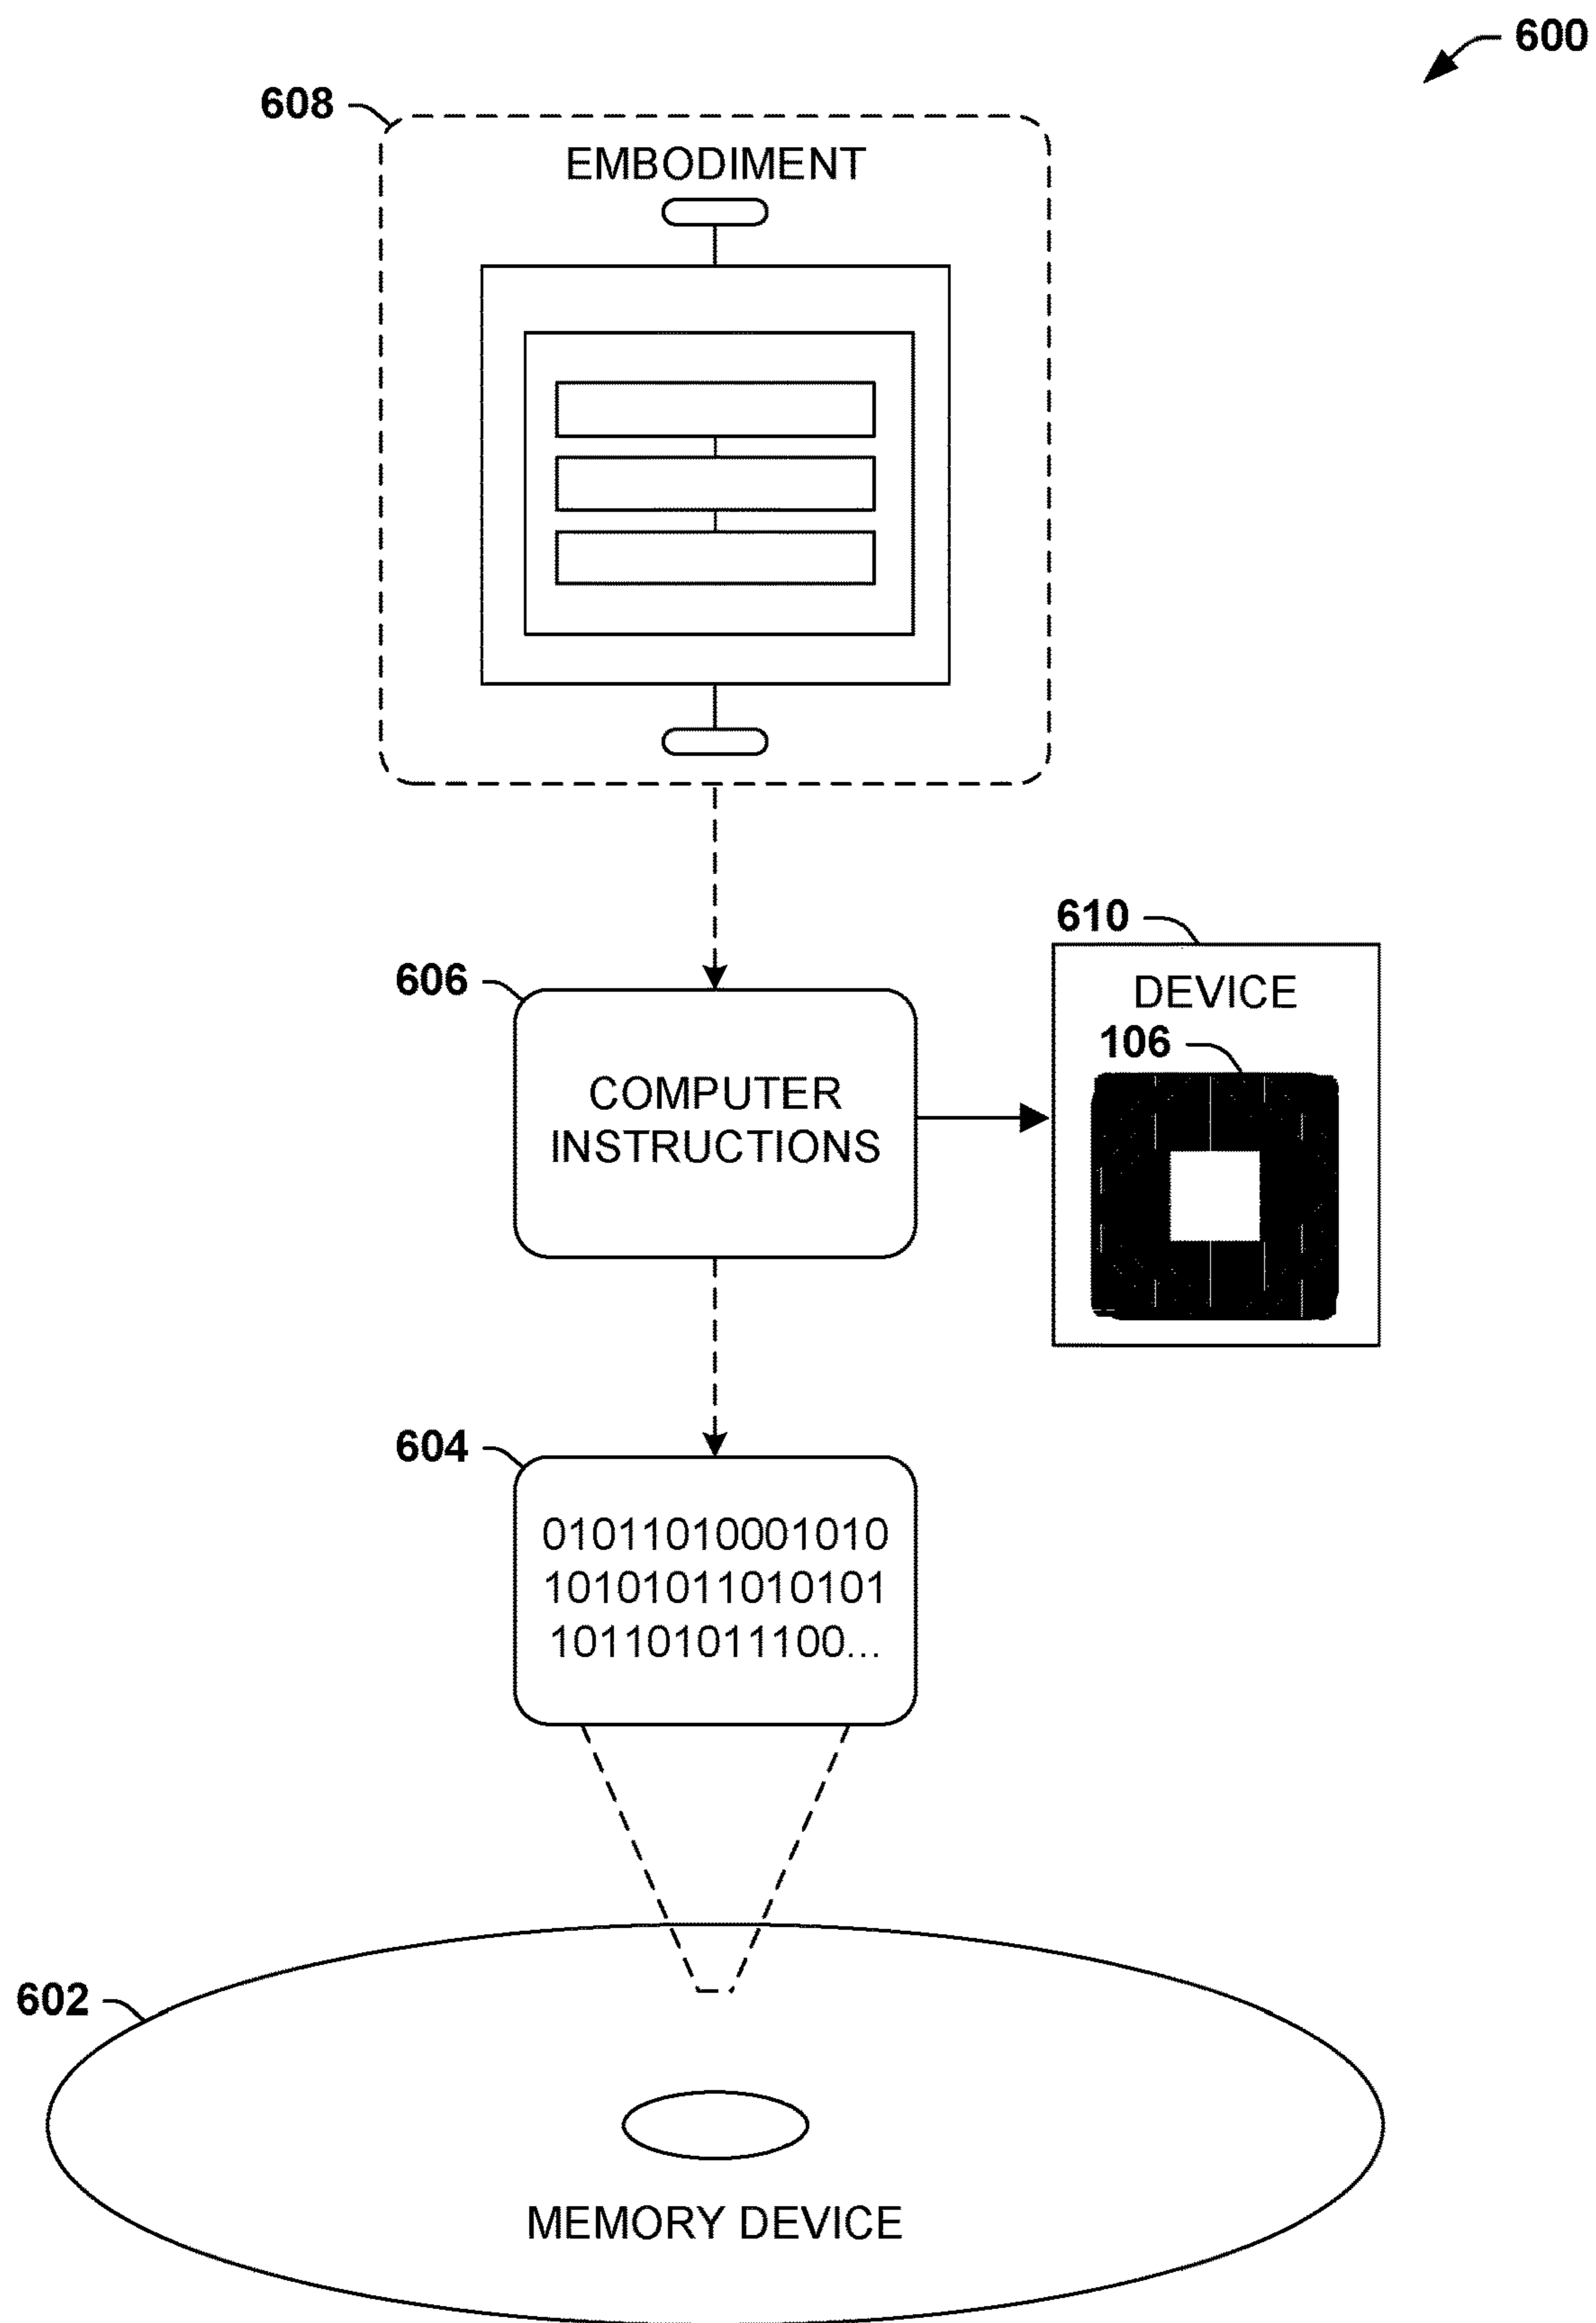 600
608
EMBODIMENT
610
606
DEVICE
106
COMPUTER
INSTRUCTIONS
604
01011010001010
10101011010101
101101011100...
602
MEMORY DEVICE